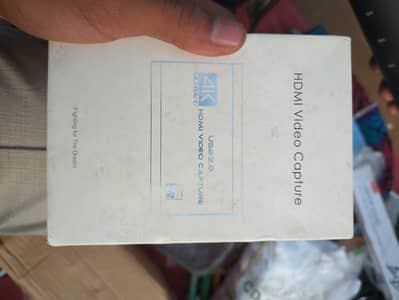 HDMI Video Capture
4K
USB2.0
HDMI VIDEO CAPTURE
Fighting for The Dream